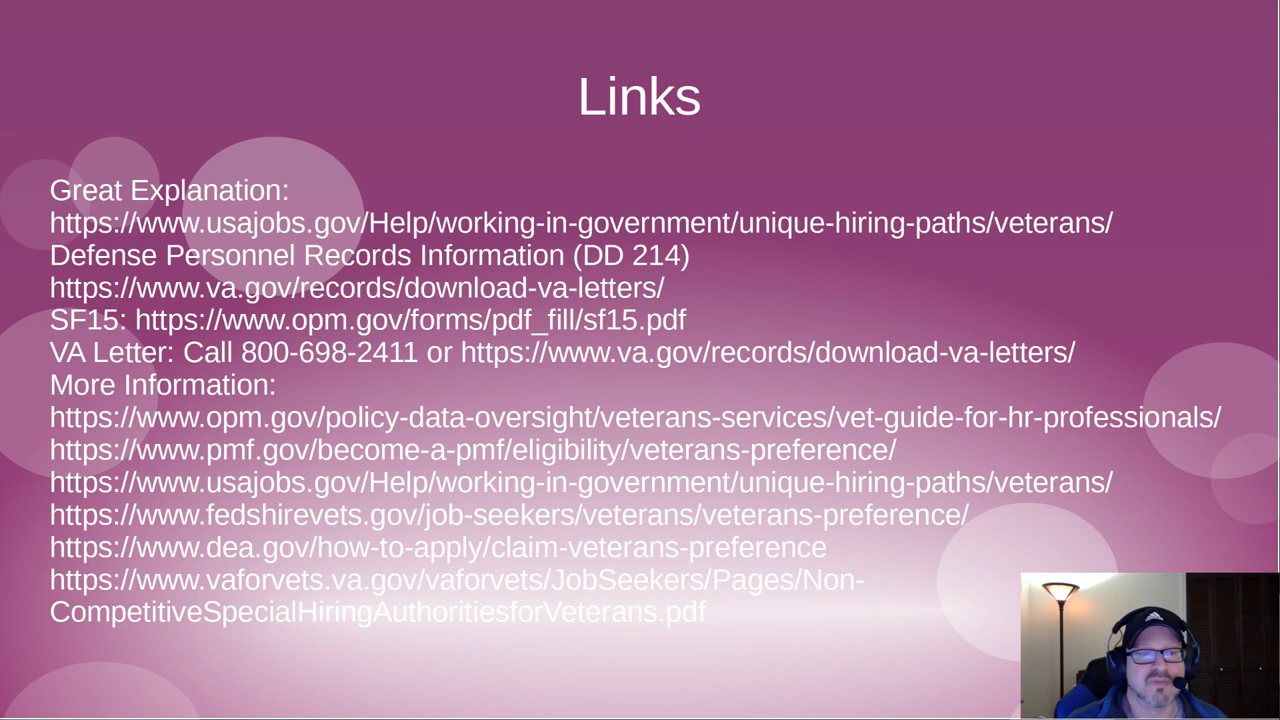 Links
Great Explanation:
https://www.usajobs.gov/Help/working-in-government/unique-hiring-paths/veterans/
Defense Personnel Records Information (DD 214)
https://www.va.gov/records/download-va-letters/
SF15: https://www.opm.gov/forms/pdf_fill/sf15.pdf
VA Letter: Call 800-698-2411 or https://www.va.gov/records/download-va-letters/
More Information:
https://www.opm.gov/policy-data-oversight/veterans-services/vet-guide-for-hr-professionals/
https://www.pmf.gov/become-a-pmf/eligibility/veterans-preference/
https://www.usajobs.gov/Help/working-in-government/unique-hiring-paths/veterans/
https://www.fedshirevets.gov/job-seekers/veterans/veterans-preference/
https://www.dea.gov/how-to-apply/claim-veterans-preference
https://www.vaforvets.va.gov/vaforvets/JobSeekers/Pages/Non-
CompetitiveSpecialHiringAuthoritiesforVeterans.pdf